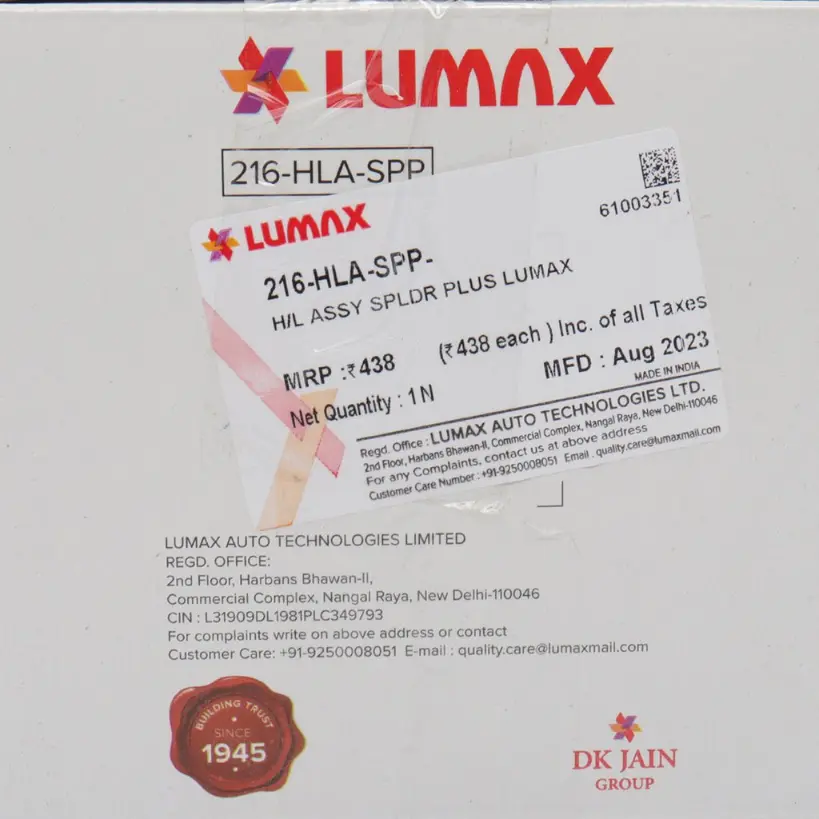 LUMAX
216-HLA-SPP
61003351
LUMAX
216-HLA-SPP-
H/L ASSY SPLDR PLUS LUMAX
MRP :₹438 (₹438 each ) Inc. of all Taxes
Net Quantity : 1N MFD : Aug 2023
MADE IN INDIA
Regd. Office : LUMAX AUTO TECHNOLOGIES LTD.
2nd Floor, Harbans Bhawan-II, Commercial Complex, Nangal Raya, New Delhi-110046
For any Complaints, contact us at above address
Customer Care Number : +91-9250008051 Email . quality.care@lumaxmail.com
LUMAX AUTO TECHNOLOGIES LIMITED
REGD. OFFICE:
2nd Floor, Harbans Bhawan-II,
Commercial Complex, Nangal Raya, New Delhi-110046
CIN : L31909DL1981PLC349793
For complaints write on above address or contact
Customer Care: +91-9250008051 E-mail : quality.care@lumaxmail.com
BUILDING TRUST
SINCE
1945
DK JAIN
GROUP